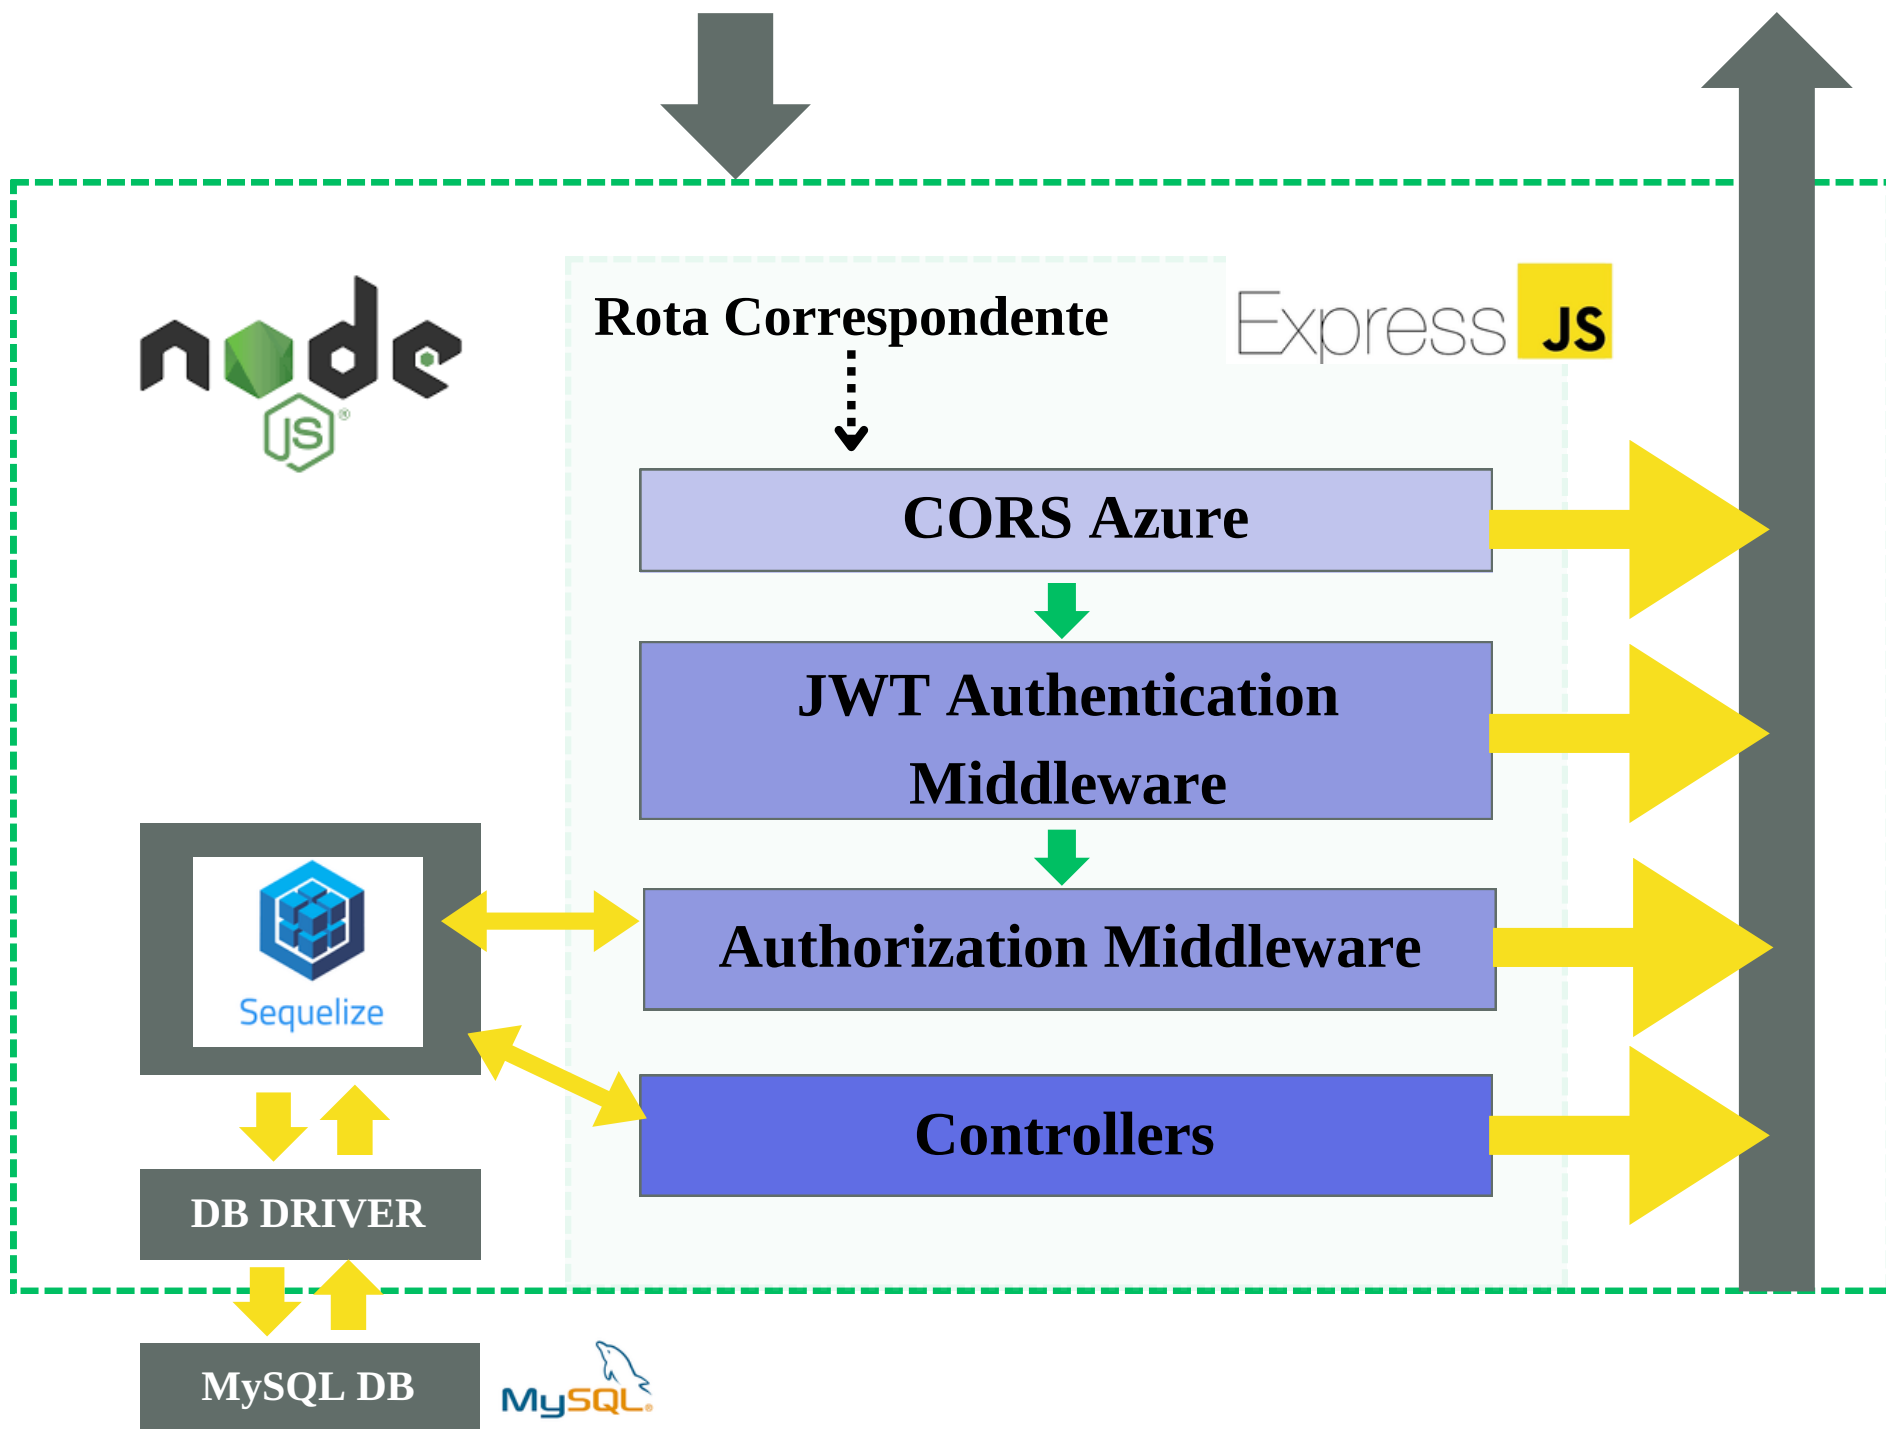 node
JS
®
Rota Correspondente
Express
JS
CORS Azure
JWT Authentication
Middleware
Authorization Middleware
Sequelize
Controllers
DB DRIVER
MySQL DB
MySQL®